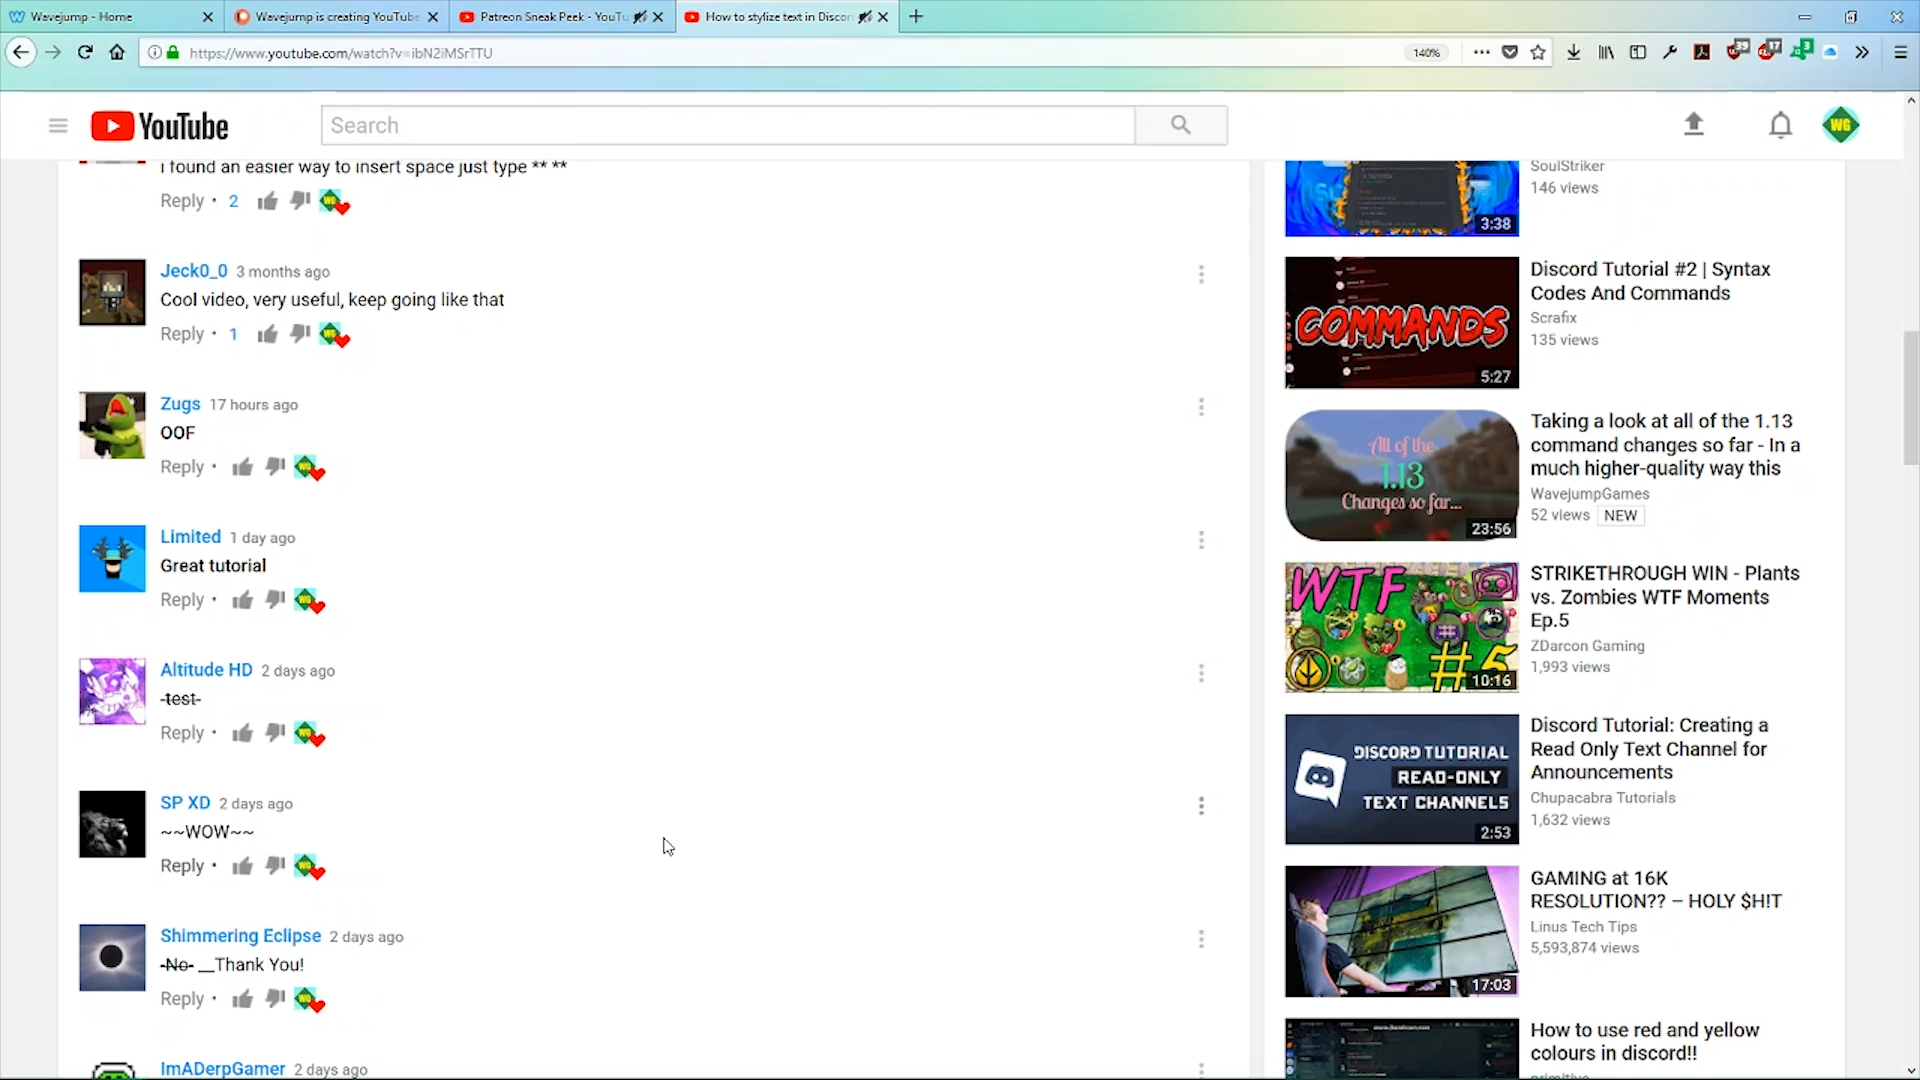 Wavejump - Home
Wavejump is creating YouTube
Patreon Sneak Peek - YouTu
How to stylize text in Discor
https://www.youtube.com/watch?v=ibN2iMSrTTU
140%
39
17
3
YouTube
Search
WG
i found an easier way to insert space just type ** **
Reply · 2
Jeck0_0 3 months ago
Cool video, very useful, keep going like that
Reply · 1
Zugs 17 hours ago
OOF
Reply ·
Limited 1 day ago
Great tutorial
Reply ·
Altitude HD 2 days ago
-test-
Reply ·
SP XD 2 days ago
~~WOW~~
Reply ·
Shimmering Eclipse 2 days ago
-No- __Thank You!
Reply ·
ImADerpGamer 2 days ago
3:38
SoulStriker
146 views
COMMANDS
5:27
Discord Tutorial #2 | Syntax
Codes And Commands
Scrafix
135 views
All of the
1.13
Changes so far...
23:56
Taking a look at all of the 1.13
command changes so far - In a
much higher-quality way this
WavejumpGames
52 views NEW
WTF
#5
10:16
STRIKETHROUGH WIN - Plants
vs. Zombies WTF Moments
Ep.5
ZDarcon Gaming
1,993 views
DISCORD TUTORIAL
READ-ONLY
TEXT CHANNELS
2:53
Discord Tutorial: Creating a
Read Only Text Channel for
Announcements
Chupacabra Tutorials
1,632 views
17:03
GAMING at 16K
RESOLUTION?? – HOLY $H!T
Linus Tech Tips
5,593,874 views
How to use red and yellow
colours in discord!!
primitive